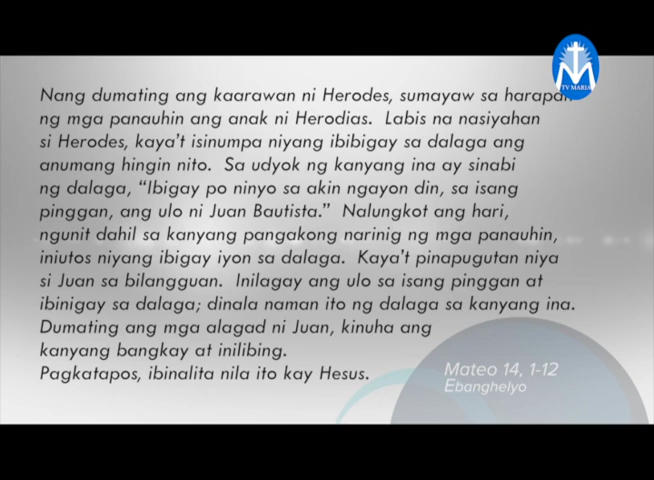 TV MARIA
Nang dumating ang kaarawan ni Herodes, sumayaw sa harapan
ng mga panauhin ang anak ni Herodias. Labis na nasiyahan
si Herodes, kaya't isinumpa niyang ibibigay sa dalaga ang
anumang hingin nito. Sa udyok ng kanyang ina ay sinabi
ng dalaga, “Ibigay po ninyo sa akin ngayon din, sa isang
pinggan, ang ulo ni Juan Bautista.” Nalungkot ang hari,
ngunit dahil sa kanyang pangakong narinig ng mga panauhin,
iniutos niyang ibigay iyon sa dalaga. Kaya't pinapugutan niya
si Juan sa bilangguan. Inilagay ang ulo sa isang pinggan at
ibinigay sa dalaga; dinala naman ito ng dalaga sa kanyang ina.
Dumating ang mga alagad ni Juan, kinuha ang
kanyang bangkay at inilibing.
Pagkatapos, ibinalita nila ito kay Hesus.
Mateo 14, 1-12
Ebanghelyo